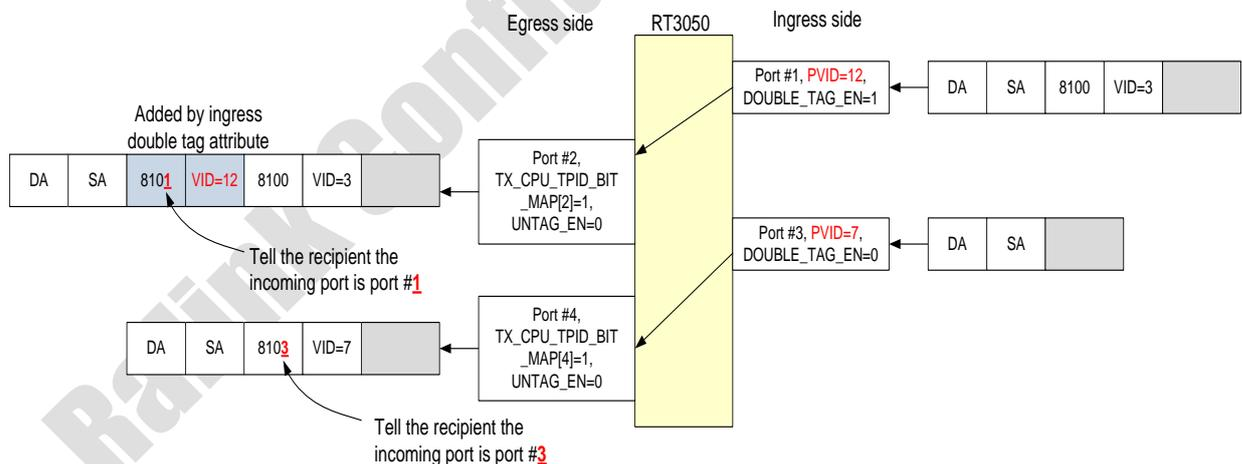 Egress side
RT3050
Ingress side
Port #1, PVID=12,
DOUBLE_TAG_EN=1
DA
SA
8100
VID=3
Added by ingress
double tag attribute
DA
SA
8101
VID=12
8100
VID=3
Port #2,
TX_CPU_TPID_BIT
_MAP[2]=1,
UNTAG_EN=0
Tell the recipient the
incoming port is port #1
Port #3, PVID=7,
DOUBLE_TAG_EN=0
DA
SA
Port #4,
TX_CPU_TPID_BIT
_MAP[4]=1,
UNTAG_EN=0
DA
SA
8103
VID=7
Tell the recipient the
incoming port is port #3
Ralink